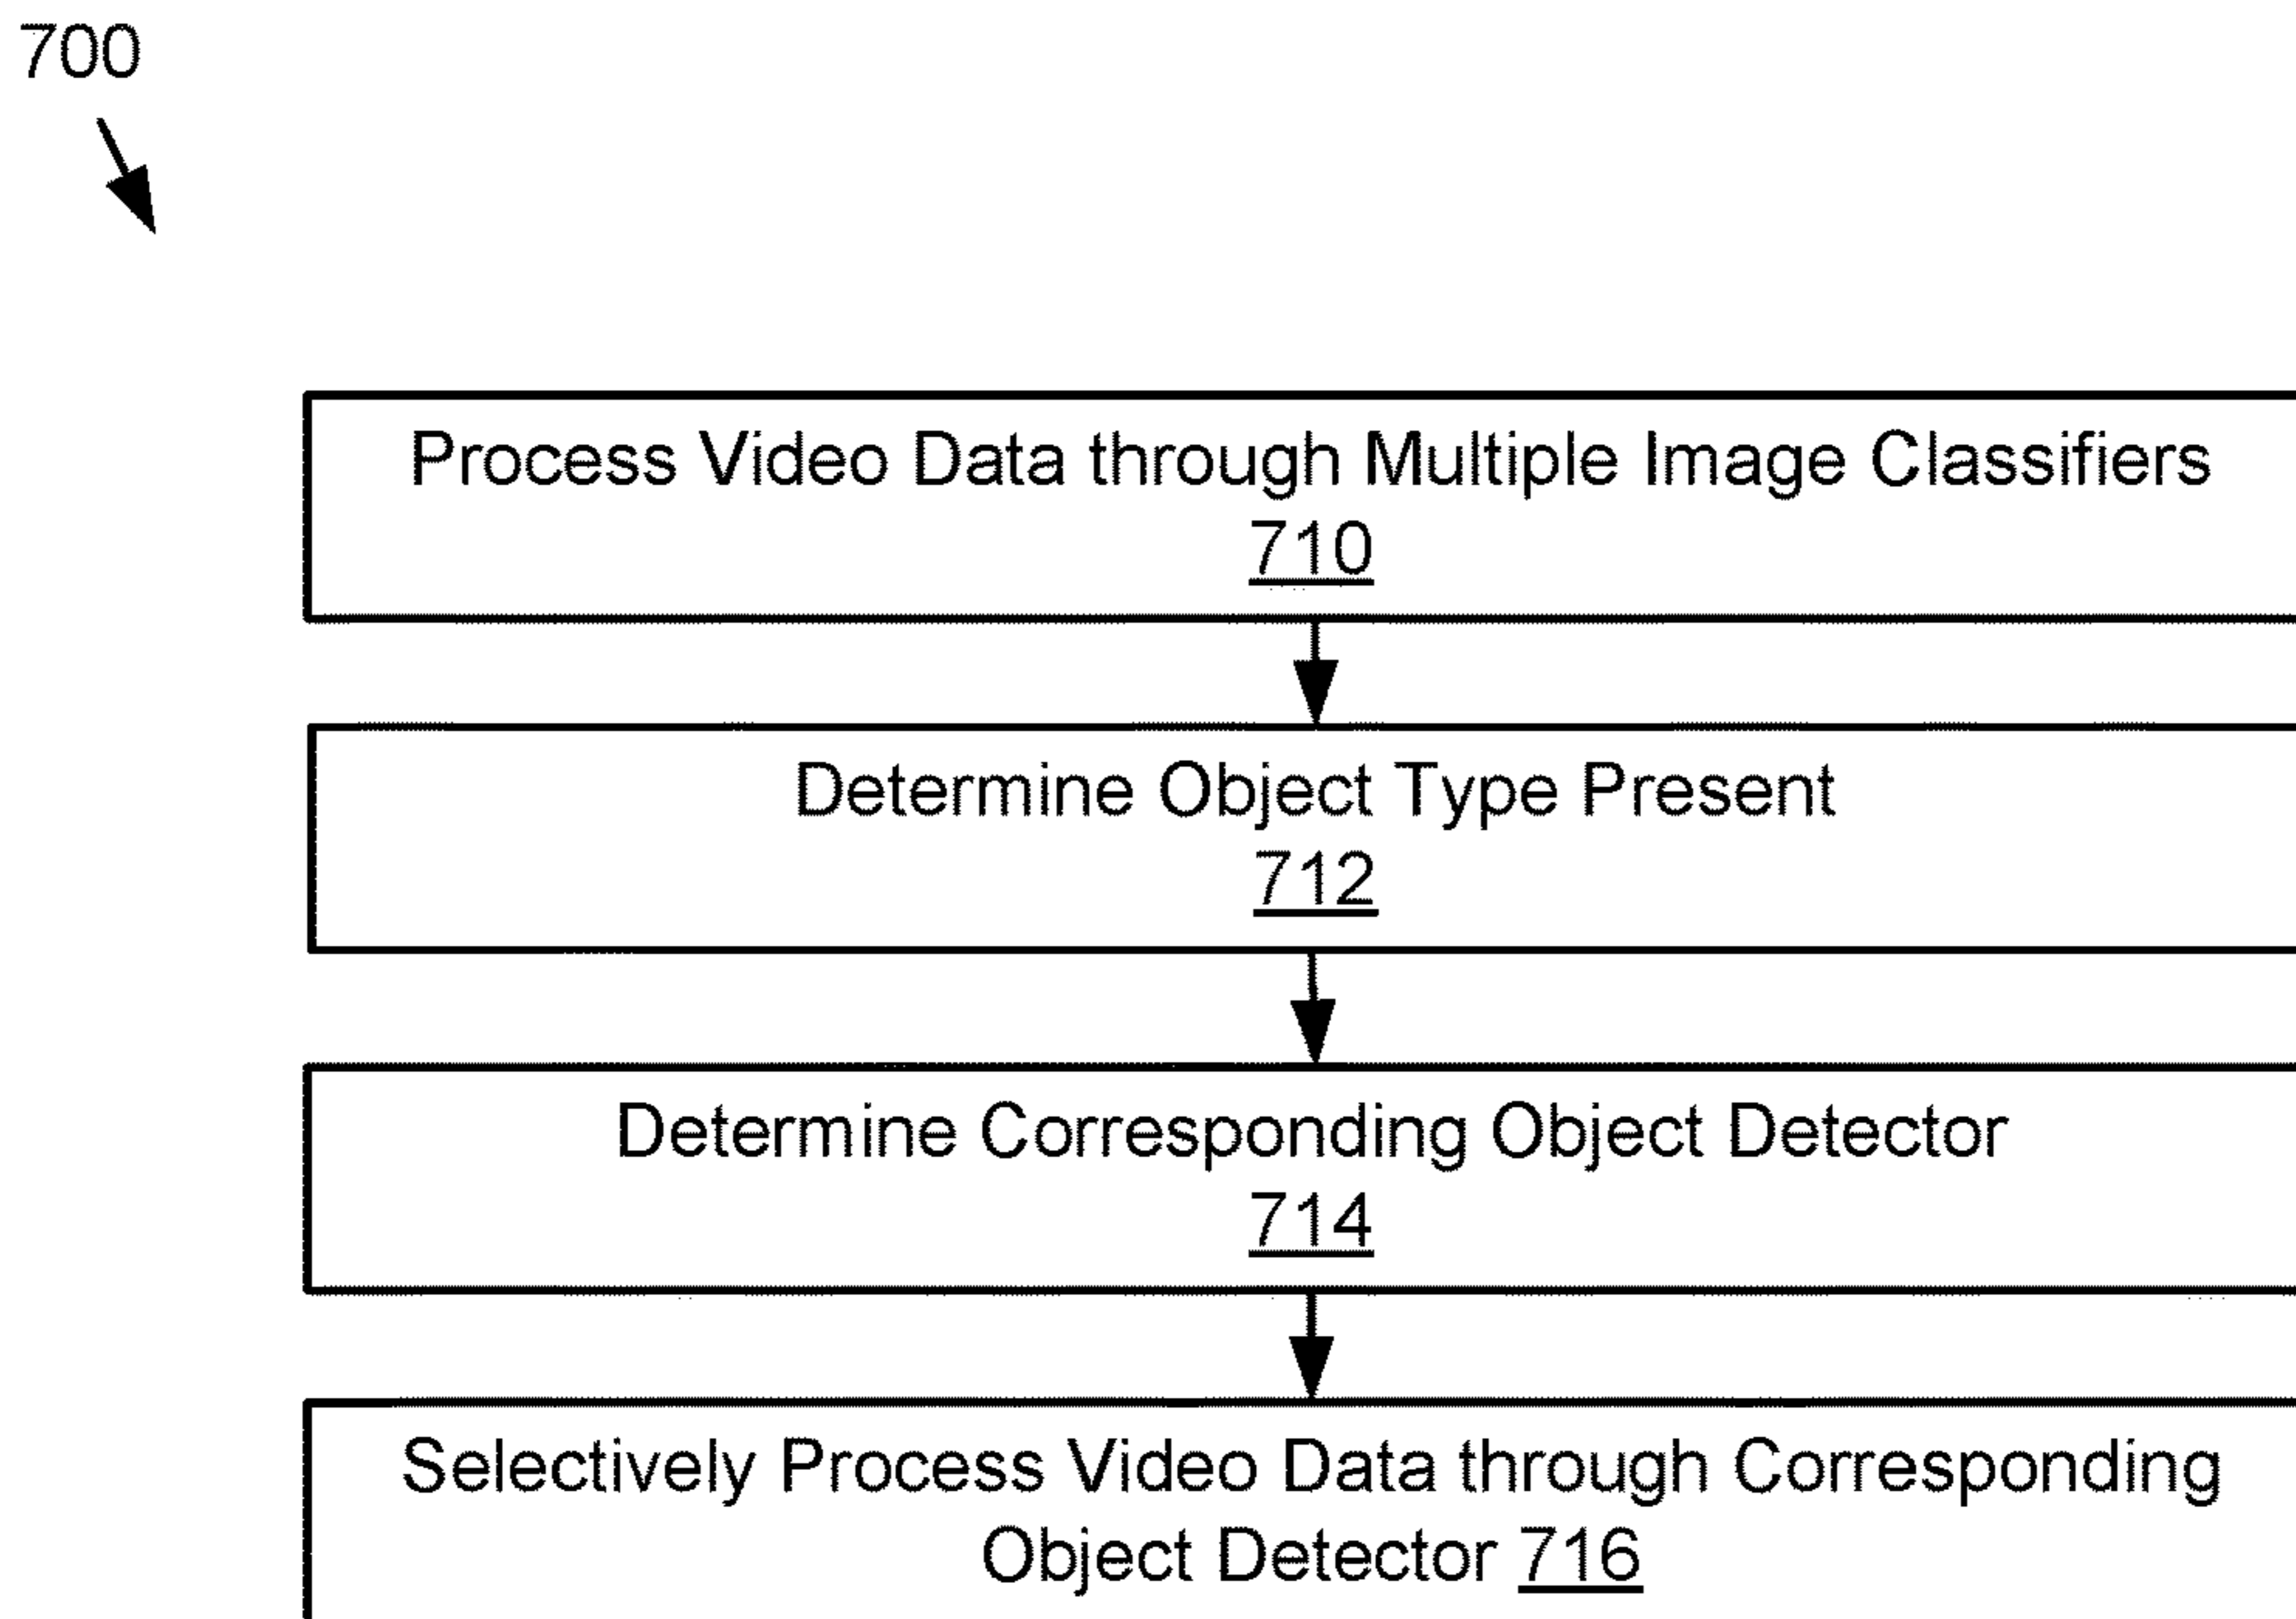 700
Process Video Data through Multiple Image Classifiers
710
Determine Object Type Present
712
Determine Corresponding Object Detector
714
Selectively Process Video Data through Corresponding
Object Detector 716